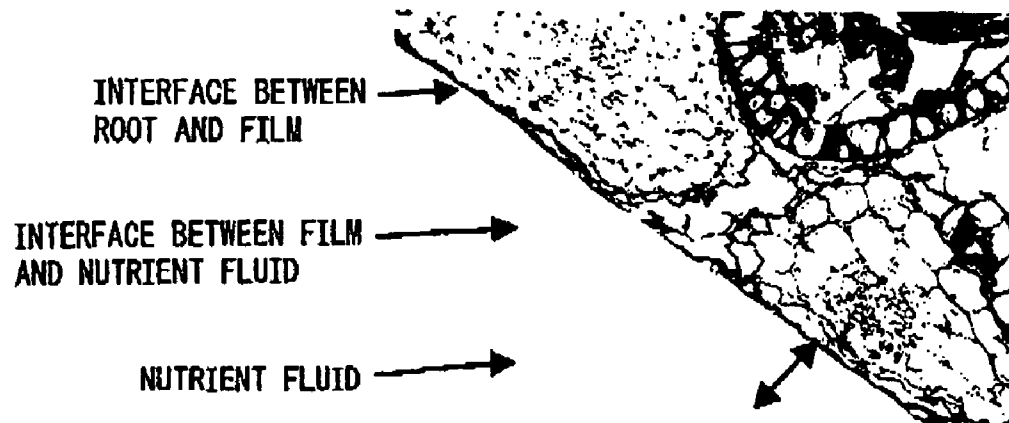 INTERFACE BETWEEN
ROOT AND FILM
INTERFACE BETWEEN FILM
AND NUTRIENT FLUID
NUTRIENT FLUID